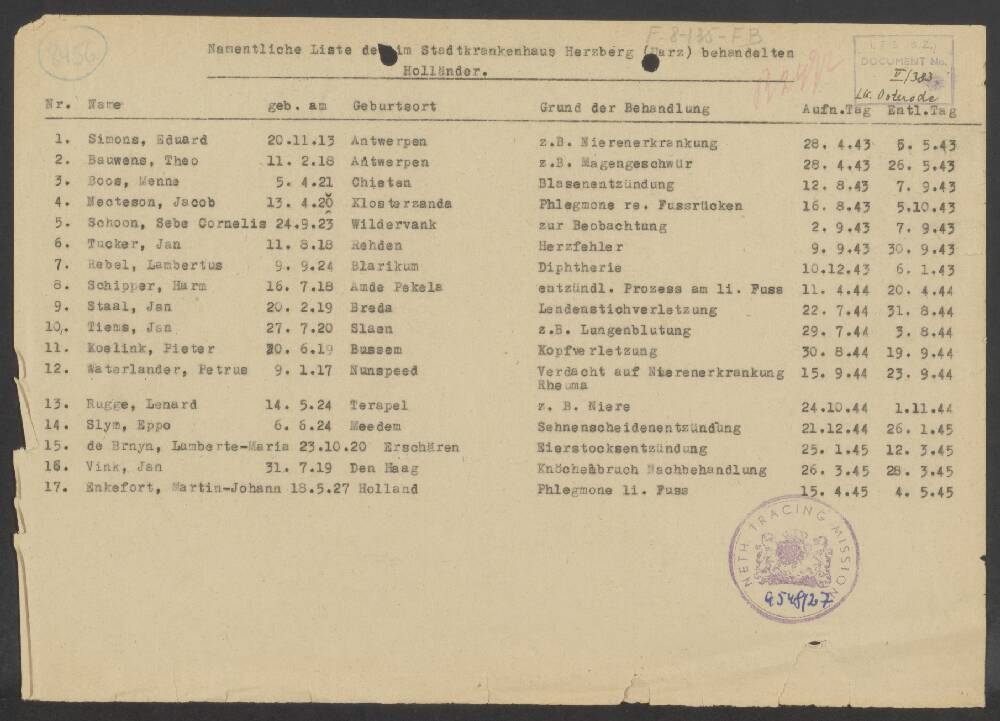 8456
F-8-135-FB
Namentliche Liste de im Stadtkrankenhaus Herzberg (Harz) behandelten
Holländer.
I.T.S. B.Z.
DOCUMENT No.
V/383
LK. Osterode
Nr. Name geb. am Geburtsort Grund der Behandlung Aufn.Tag Entl.Tag
1. Simons, Eduard 20.11.13 Antwerpen z.B. Nierenerkrankung 28. 4.43 5. 5.43
2. Bauwens, Theo 11. 2.18 Antwerpen z.B. Magengeschwür 28. 4.43 26. 5.43
3. Boos, Menne 5. 4.21 Chieten Blasenentzündung 12. 8.43 7. 9.43
4. Necteson, Jacob 13. 4.20 Klosterzanda Phlegmone re. Fussrücken 16. 8.43 5.10.43
5. Schoon, Sebe Cornelis 24.9.23 Wildervank zur Beobachtung 2. 9.43 7. 9.43
6. Tucker, Jan 11. 8.18 Rehden Herzfehler 9. 9.43 30. 9.43
7. Rebel, Lambertus 9. 9.24 Blarikum Diphtherie 10.12.43 6. 1.43
8. Schipper, Harm 16. 7.18 Amde Pekela entzündl. Prozess am li. Fuss 11. 4.44 20. 4.44
9. Staal, Jan 20. 2.19 Breda Lendenstichverletzung 22. 7.44 31. 8.44
10. Tiems, Jan 27. 7.20 Slaen z.B. Lungenblutung 29. 7.44 3. 8.44
11. Koelink, Pieter 20. 6.19 Bussem Kopfverletzung 30. 8.44 19. 9.44
12. Waterlander, Petrus 9. 1.17 Nunspeed Verdacht auf Nierenerkrankung 15. 9.44 23. 9.44
Rheuma
13. Rugge, Lenard 14. 5.24 Terapel z. B. Niere 24.10.44 1.11.44
14. Slym, Eppo 6. 6.24 Meedem Sehnenscheidenentzündung 21.12.44 26. 1.45
15. de Brnyn, Lamberte-Maria 23.10.20 Erschären Eierstocksentzündung 25. 1.45 12. 3.45
16. Vink, Jan 31. 7.19 Den Haag Knöchelbruch Nachbehandlung 26. 3.45 28. 3.45
17. Enkefort, Martin-Johann 18.5.27 Holland Phlegmone li. Fuss 15. 4.45 4. 5.45
NETH TRACING MISSION